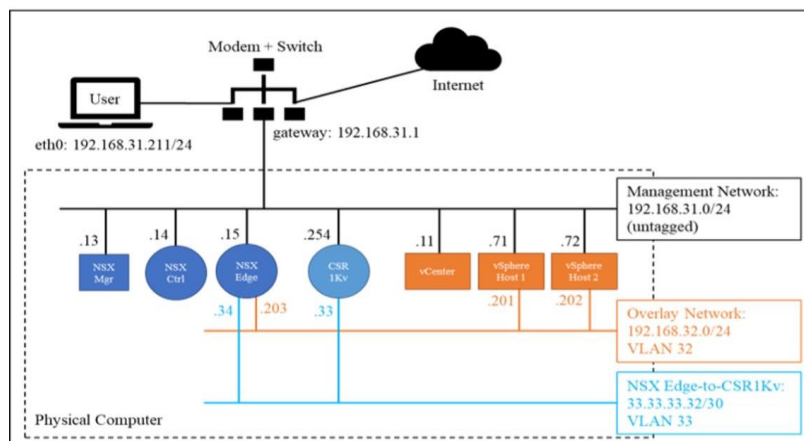 Modem + Switch
Internet
User
eth0: 192.168.31.211/24
gateway: 192.168.31.1
Management Network:
192.168.31.0/24
(untagged)
.13
.14
.15
.254
.11
.71
.72
NSX
Mgr
NSX
Ctrl
NSX
Edge
CSR
1Kv
vCenter
vSphere
Host 1
vSphere
Host 2
.34
.203
.33
.201
.202
Overlay Network:
192.168.32.0/24
VLAN 32
NSX Edge-to-CSR1Kv:
33.33.33.32/30
VLAN 33
Physical Computer